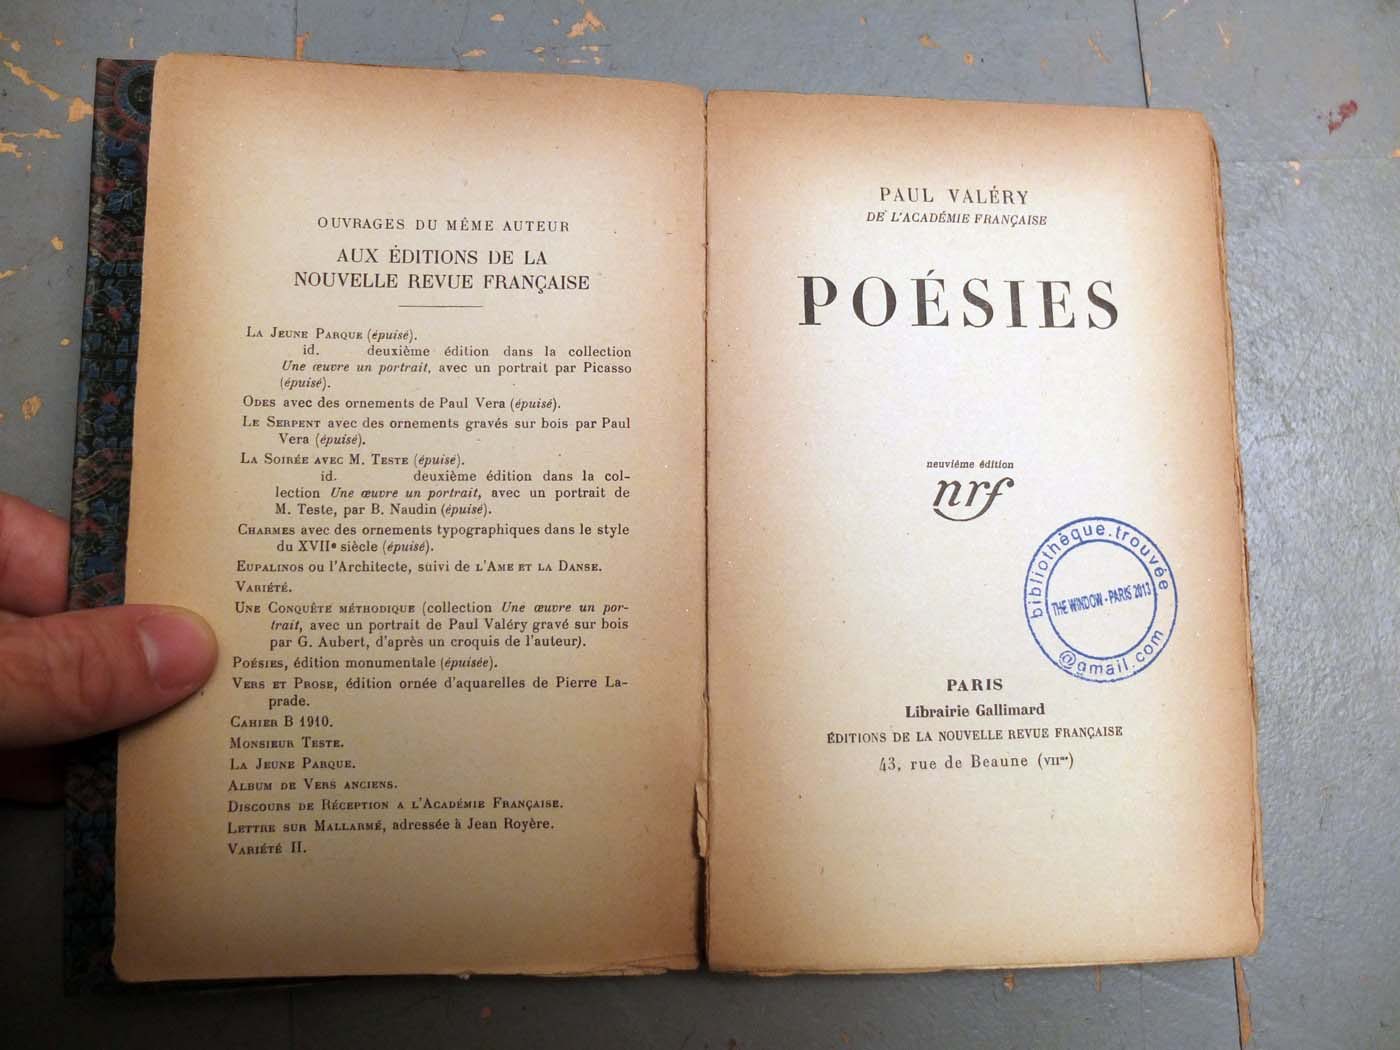 OUVRAGES DU MÊME AUTEUR
AUX ÉDITIONS DE LA
NOUVELLE REVUE FRANÇAISE
LA JEUNE PARQUE (épuisé).
id. deuxième édition dans la collection
Une œuvre un portrait, avec un portrait par Picasso
(épuisé).
ODES avec des ornements de Paul Vera (épuisé).
LE SERPENT avec des ornements gravés sur bois par Paul
Vera (épuisé).
LA SOIRÉE AVEC M. TESTE (épuisé).
id. deuxième édition dans la col-
lection Une œuvre un portrait, avec un portrait de
M. Teste, par B. Naudin (épuisé).
CHARMES avec des ornements typographiques dans le style
du XVIIe siècle (épuisé).
EUPALINOS ou l'Architecte, suivi de L'AME ET LA DANSE.
VARIÉTÉ.
UNE CONQUÊTE MÉTHODIQUE (collection Une œuvre un por-
trait, avec un portrait de Paul Valéry gravé sur bois
par G. Aubert, d'après un croquis de l'auteur).
POÉSIES, édition monumentale (épuisée).
VERS ET PROSE, édition ornée d'aquarelles de Pierre La-
prade.
CAHIER B 1910.
MONSIEUR TESTE.
LA JEUNE PARQUE.
ALBUM DE VERS ANCIENS.
DISCOURS DE RÉCEPTION A L'ACADÉMIE FRANÇAISE.
LETTRE SUR MALLARMÉ, adressée à Jean Royère.
VARIÉTÉ II.
PAUL VALÉRY
DE L'ACADÉMIE FRANÇAISE
POÉSIES
neuvième édition
nrf
bibliothèque.trouvée
THE WINDOW - PARIS 2013
@gmail.com
PARIS
Librairie Gallimard
ÉDITIONS DE LA NOUVELLE REVUE FRANÇAISE
43, rue de Beaune (VIIme)